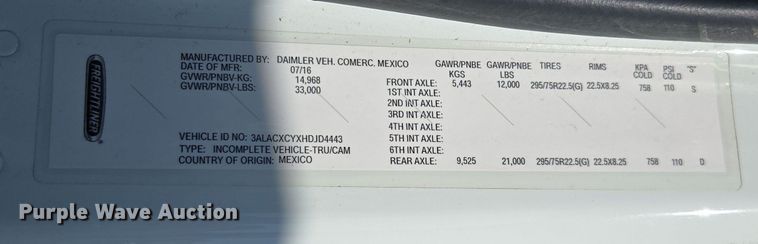 FREIGHTLINER
MANUFACTURED BY: DAIMLER VEH. COMERC. MEXICO
DATE OF MFR: 07/16
GVWR/PNBV-KG: 14,968
GVWR/PNBV-LBS: 33,000
VEHICLE ID NO: 3ALACXCYXHDJD4443
TYPE: INCOMPLETE VEHICLE-TRU/CAM
COUNTRY OF ORIGIN: MEXICO
GAWR/PNBE KGS GAWR/PNBE LBS TIRES RIMS KPA COLD PSI COLD "S"
FRONT AXLE: 5,443 12,000 295/75R22.5(G) 22.5X8.25 758 110 S
1ST INT AXLE:
2ND INT AXLE:
3RD INT AXLE:
4TH INT AXLE:
5TH INT AXLE:
6TH INT AXLE:
REAR AXLE: 9,525 21,000 295/75R22.5(G) 22.5X8.25 758 110 D
Purple Wave Auction